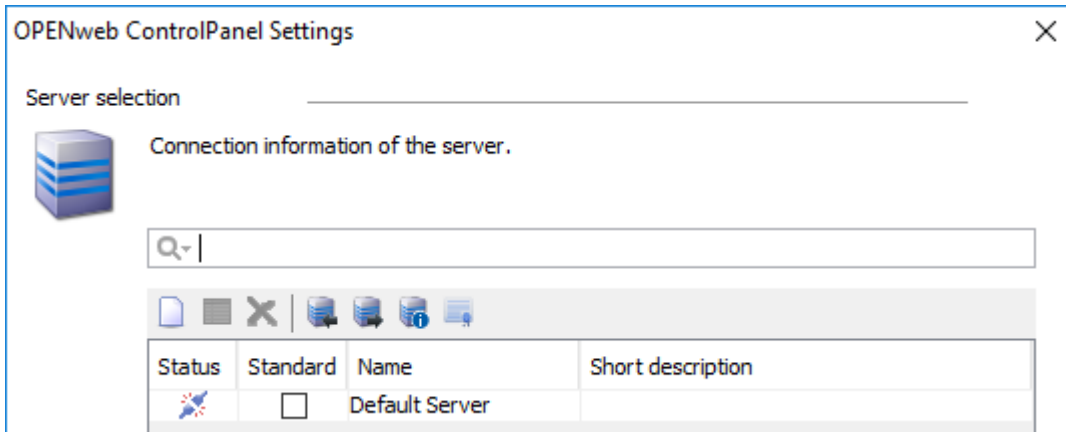 OPENweb ControlPanel Settings
Server selection
Connection information of the server.
Status Standard Name Short description
Default Server